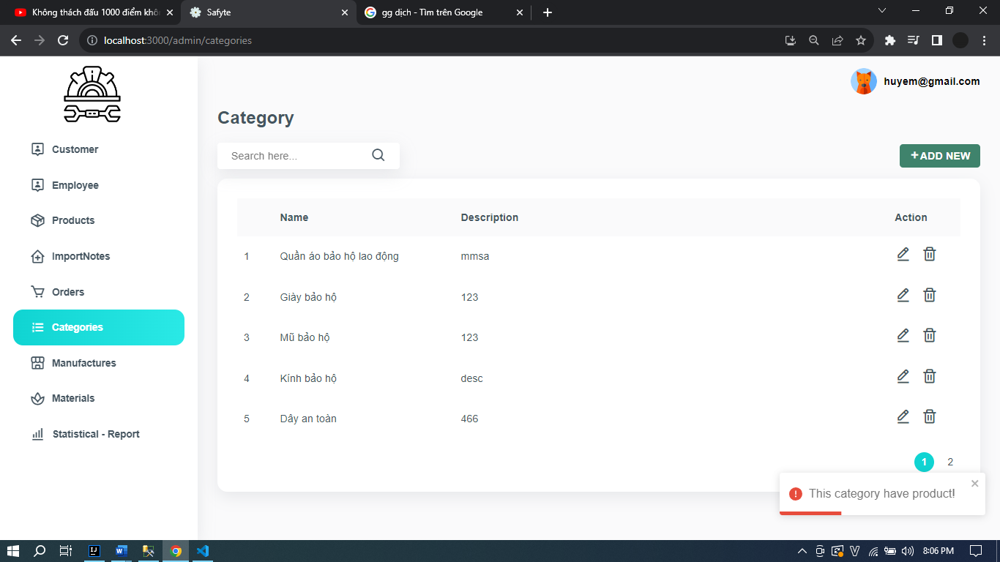 Không thách đấu 1000 điểm khô
Safyte
gg dịch - Tìm trên Google
localhost:3000/admin/categories
huyem@gmail.com
Category
Search here...
+ADD NEW
Customer
Employee
Products
ImportNotes
Orders
Categories
Manufactures
Materials
Statistical - Report
Name Description Action
1 Quần áo bảo hộ lao động mmsa
2 Giày bảo hộ 123
3 Mũ bảo hộ 123
4 Kính bảo hộ desc
5 Dây an toàn 466
1 2
This category have product!
8:06 PM